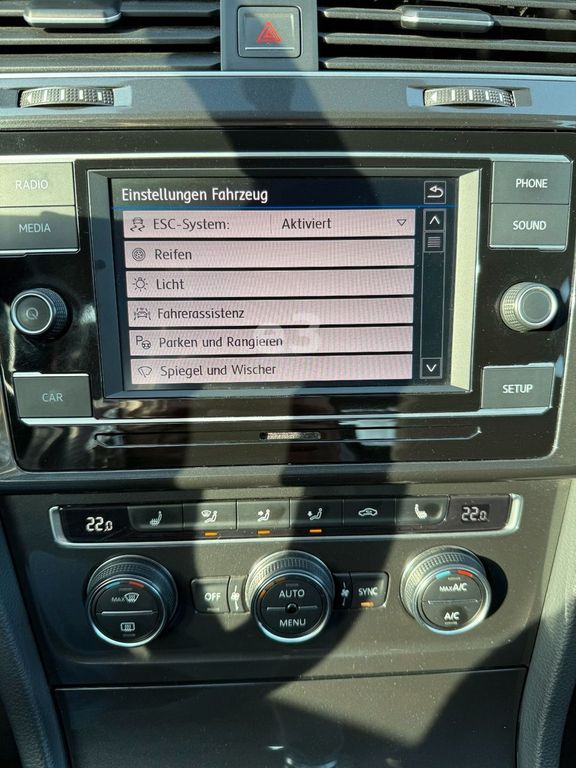 RADIO
PHONE
MEDIA
SOUND
Einstellungen Fahrzeug
ESC-System: Aktiviert
Reifen
Licht
Fahrerassistenz
e3
Parken und Rangieren
Spiegel und Wischer
CAR
SETUP
22.0
22.0
MAX
OFF
AUTO
MENU
SYNC
MAX A/C
A/C